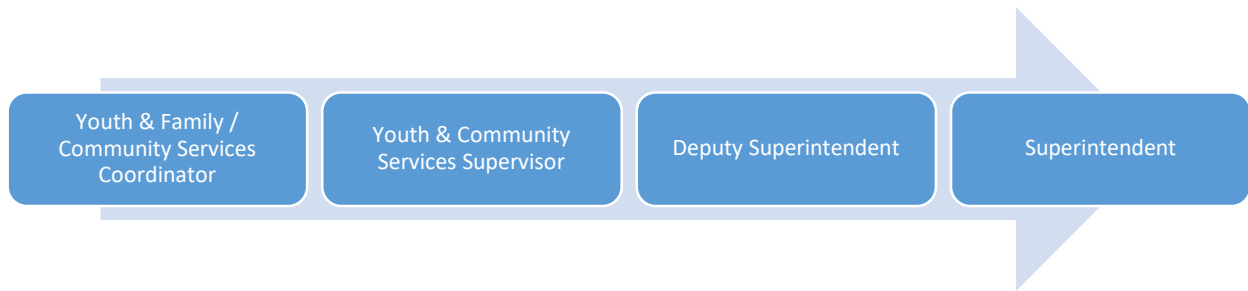 Youth & Family /
Community Services
Coordinator
Youth & Community
Services Supervisor
Deputy Superintendent
Superintendent